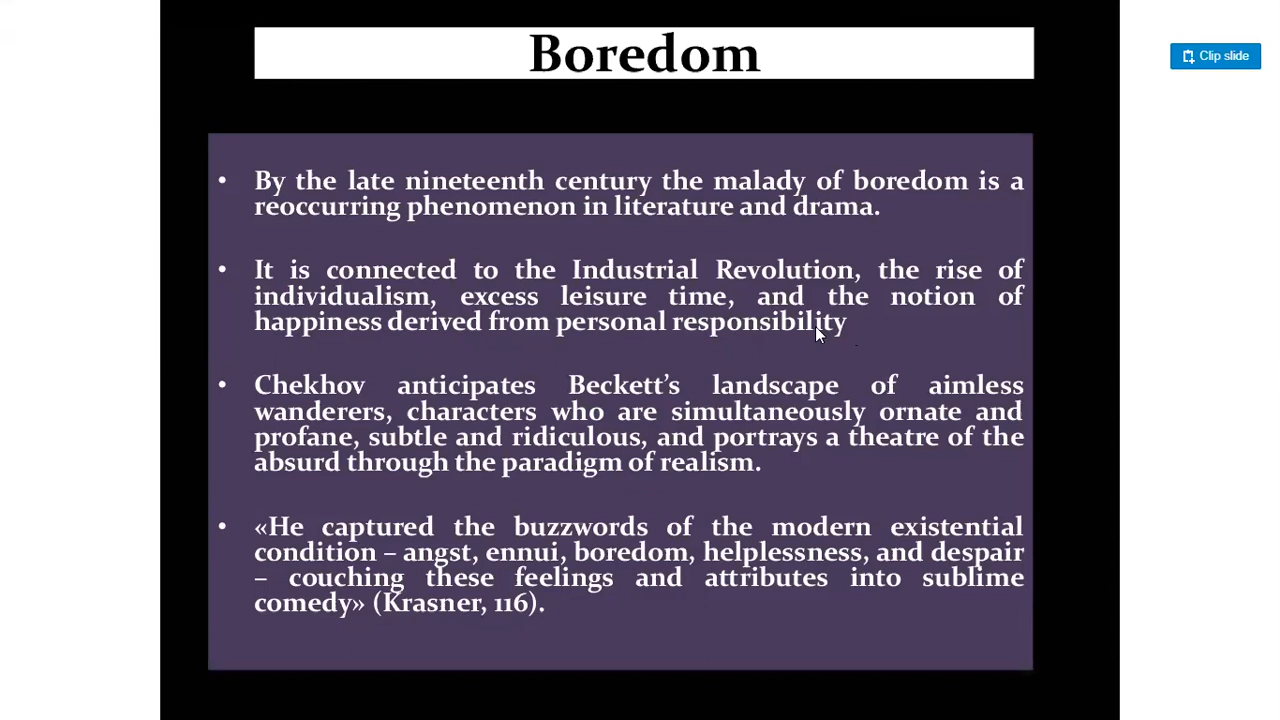 Boredom
Clip slide
• By the late nineteenth century the malady of boredom is a
reoccurring phenomenon in literature and drama.
• It is connected to the Industrial Revolution, the rise of
individualism, excess leisure time, and the notion of
happiness derived from personal responsibility
• Chekhov anticipates Beckett’s landscape of aimless
wanderers, characters who are simultaneously ornate and
profane, subtle and ridiculous, and portrays a theatre of the
absurd through the paradigm of realism.
• «He captured the buzzwords of the modern existential
condition – angst, ennui, boredom, helplessness, and despair
– couching these feelings and attributes into sublime
comedy» (Krasner, 116).